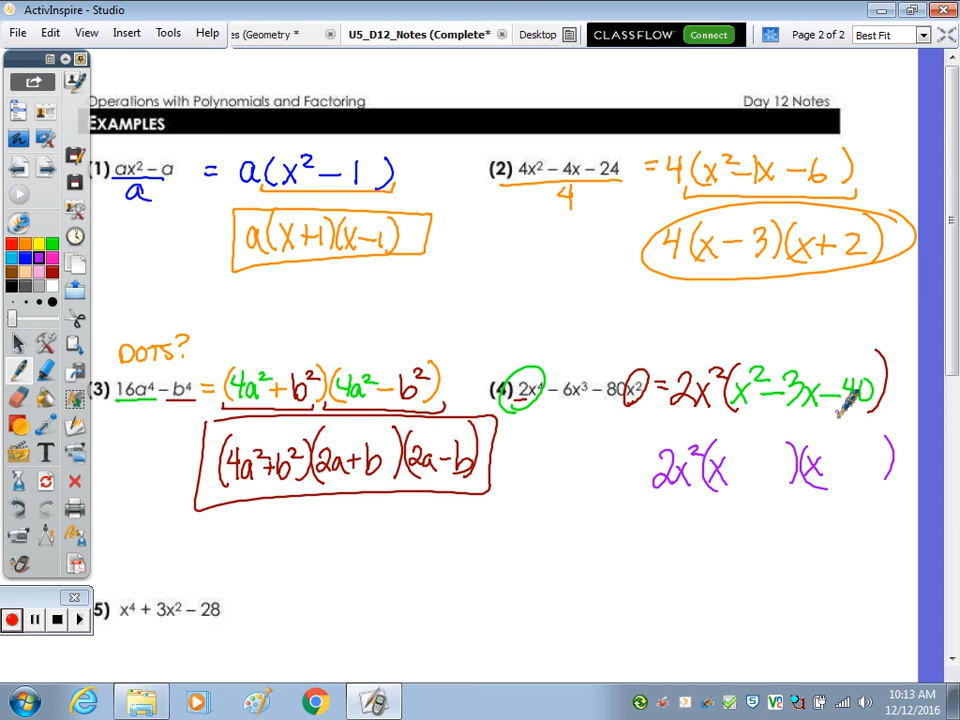 ActivInspire - Studio
File Edit View Insert Tools Help es (Geometry * U5_D12_Notes (Complete* Desktop CLASSFLOW Connect Page 2 of 2 Best Fit
Operations with Polynomials and Factoring Day 12 Notes
EXAMPLES
(1) ax² – a = a(x² – 1)
a
a(x+1)(x–1)
(2) 4x² – 4x – 24 = 4(x² – 1x – 6)
4
4(x – 3)(x + 2)
DOTS?
(3) 16a⁴ – b⁴ = (4a² + b²)(4a² – b²)
(4a²+b²)(2a+b)(2a–b)
(4) 2x⁴ – 6x³ – 80x² = 2x²(x² – 3x – 40)
2x²(x )(x )
5) x⁴ + 3x² – 28
10:13 AM
12/12/2016